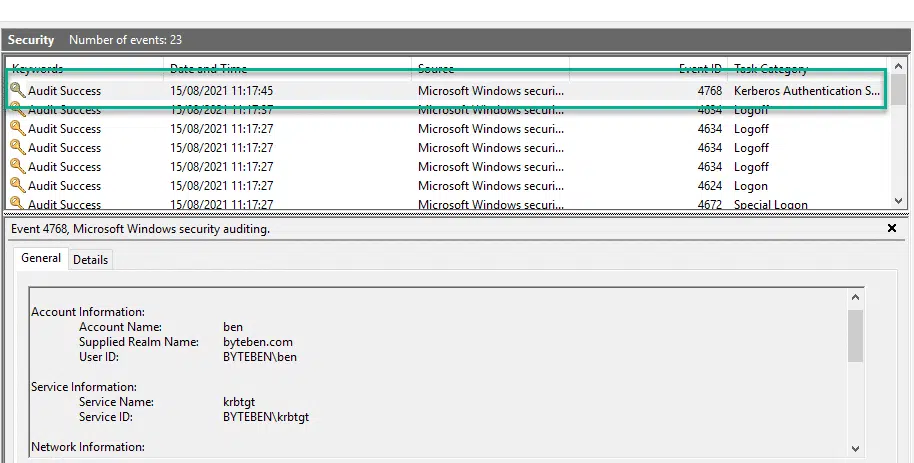 Security Number of events: 23
Keywords Date and Time Source Event ID Task Category
Audit Success 15/08/2021 11:17:45 Microsoft Windows securi... 4768 Kerberos Authentication S...
Audit Success 15/08/2021 11:17:37 Microsoft Windows securi... 4634 Logoff
Audit Success 15/08/2021 11:17:27 Microsoft Windows securi... 4634 Logoff
Audit Success 15/08/2021 11:17:27 Microsoft Windows securi... 4634 Logoff
Audit Success 15/08/2021 11:17:27 Microsoft Windows securi... 4634 Logoff
Audit Success 15/08/2021 11:17:27 Microsoft Windows securi... 4624 Logon
Audit Success 15/08/2021 11:17:27 Microsoft Windows securi... 4672 Special Logon
Event 4768, Microsoft Windows security auditing.
General Details
Account Information:
Account Name: ben
Supplied Realm Name: byteben.com
User ID: BYTEBEN\ben
Service Information:
Service Name: krbtgt
Service ID: BYTEBEN\krbtgt
Network Information: